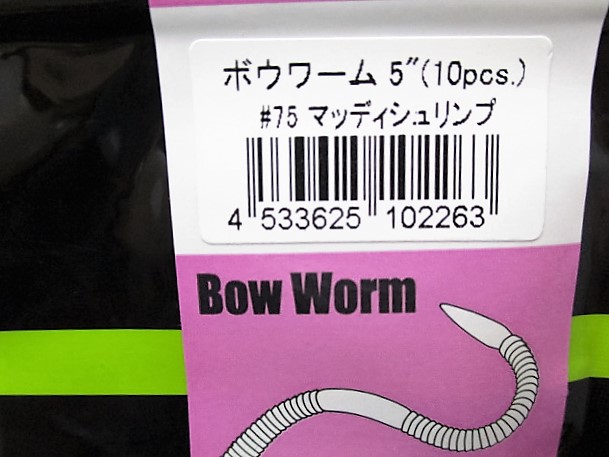 ボウワーム 5"(10pcs.)
#75 マッディシュリンプ
4 533625 102263
Bow Worm